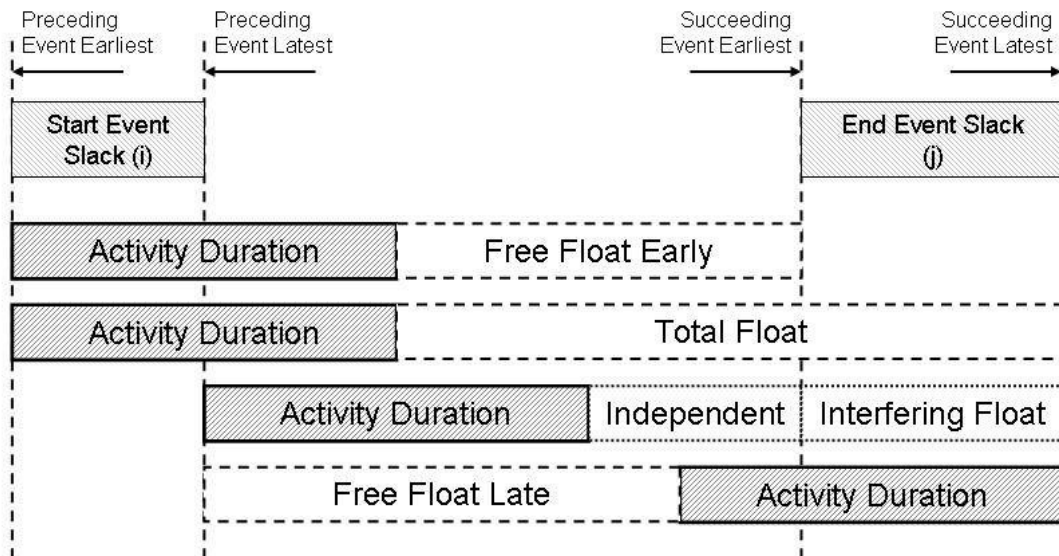 Preceding
Event Earliest
Preceding
Event Latest
Succeeding
Event Earliest
Succeeding
Event Latest
Start Event
Slack (i)
End Event Slack
(j)
Activity Duration
Free Float Early
Activity Duration
Total Float
Activity Duration
Independent
Interfering Float
Free Float Late
Activity Duration